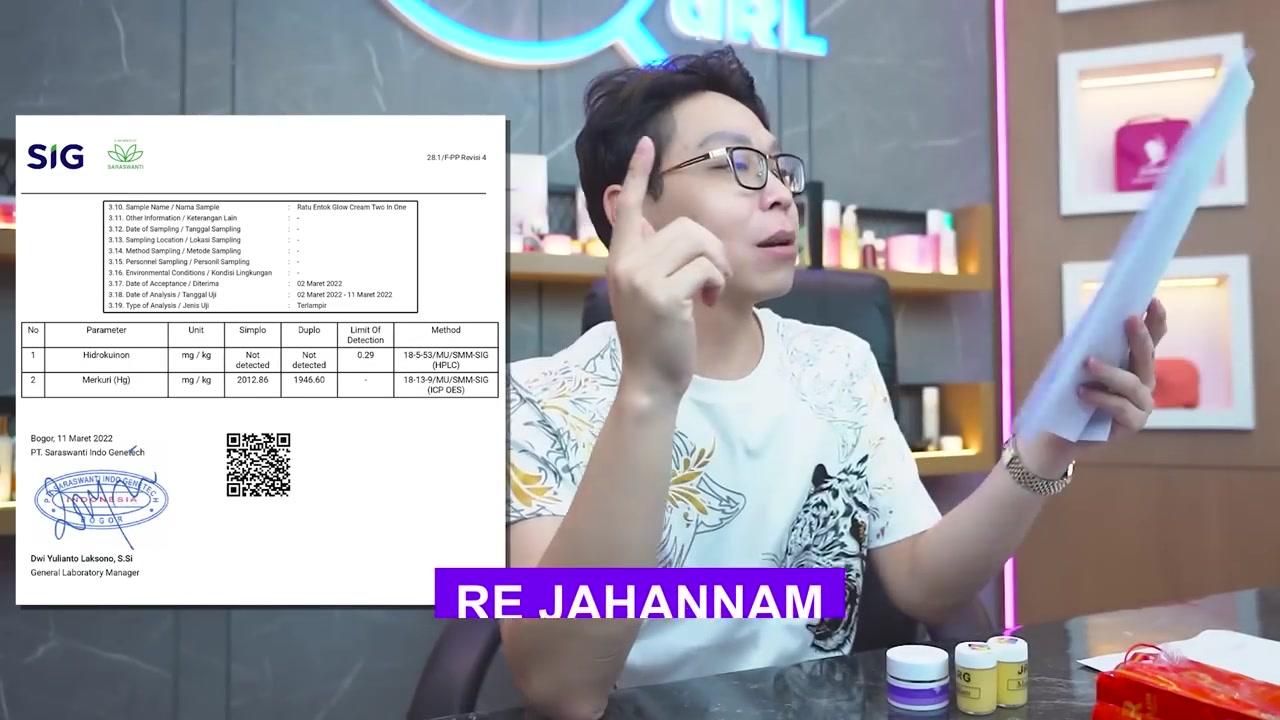 GRL
SIG
SARASWANTI
28.1/F-PP Revisi 4
3.10. Sample Name / Nama Sample : Ratu Entok Glow Cream Two In One
3.11. Other Information / Keterangan Lain : -
3.12. Date of Sampling / Tanggal Sampling : -
3.13. Sampling Location / Lokasi Sampling : -
3.14. Method Sampling / Metode Sampling : -
3.15. Personnel Sampling / Personil Sampling : -
3.16. Environmental Conditions / Kondisi Lingkungan : -
3.17. Date of Acceptance / Diterima : 02 Maret 2022
3.18. Date of Analysis / Tanggal Uji : 02 Maret 2022 - 11 Maret 2022
3.19. Type of Analysis / Jenis Uji : Terlampir
No Parameter Unit Simplo Duplo Limit Of Detection Method
1 Hidrokuinon mg / kg Not detected Not detected 0.29 18-5-53/MU/SMM-SIG (HPLC)
2 Merkuri (Hg) mg / kg 2012.86 1946.60 - 18-13-9/MU/SMM-SIG (ICP OES)
Bogor, 11 Maret 2022
PT. Saraswanti Indo Genetech
SARASWANTI INDO GENETECH
INDONESIA
BOGOR
Dwi Yulianto Laksono, S.Si
General Laboratory Manager
RE JAHANNAM